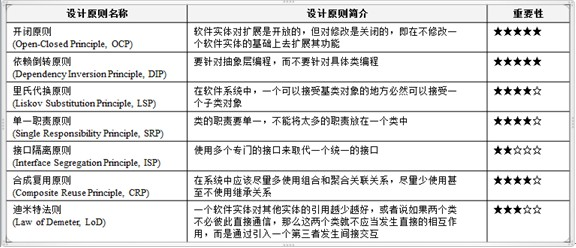 设计原则名称 设计原则简介 重要性
开闭原则
(Open-Closed Principle, OCP)
软件实体对扩展是开放的，但对修改是关闭的，即在不修改一
个软件实体的基础上去扩展其功能
★★★★★
依赖倒转原则
(Dependency Inversion Principle, DIP)
要针对抽象层编程，而不要针对具体类编程
★★★★★
里氏代换原则
(Liskov Substitution Principle, LSP)
在软件系统中，一个可以接受基类对象的地方必然可以接受一
个子类对象
★★★★☆
单一职责原则
(Single Responsibility Principle, SRP)
类的职责要单一，不能将太多的职责放在一个类中
★★★★☆
接口隔离原则
(Interface Segregation Principle, ISP)
使用多个专门的接口来取代一个统一的接口
★★☆☆☆
合成复用原则
(Composite Reuse Principle, CRP)
在系统中应该尽量多使用组合和聚合关联关系，尽量少使用甚
至不使用继承关系
★★★★☆
迪米特法则
(Law of Demeter, LoD)
一个软件实体对其他实体的引用越少越好，或者说如果两个类
不必彼此直接通信，那么这两个类就不应当发生直接的相互作
用，而是通过引入一个第三者发生间接交互
★★★☆☆